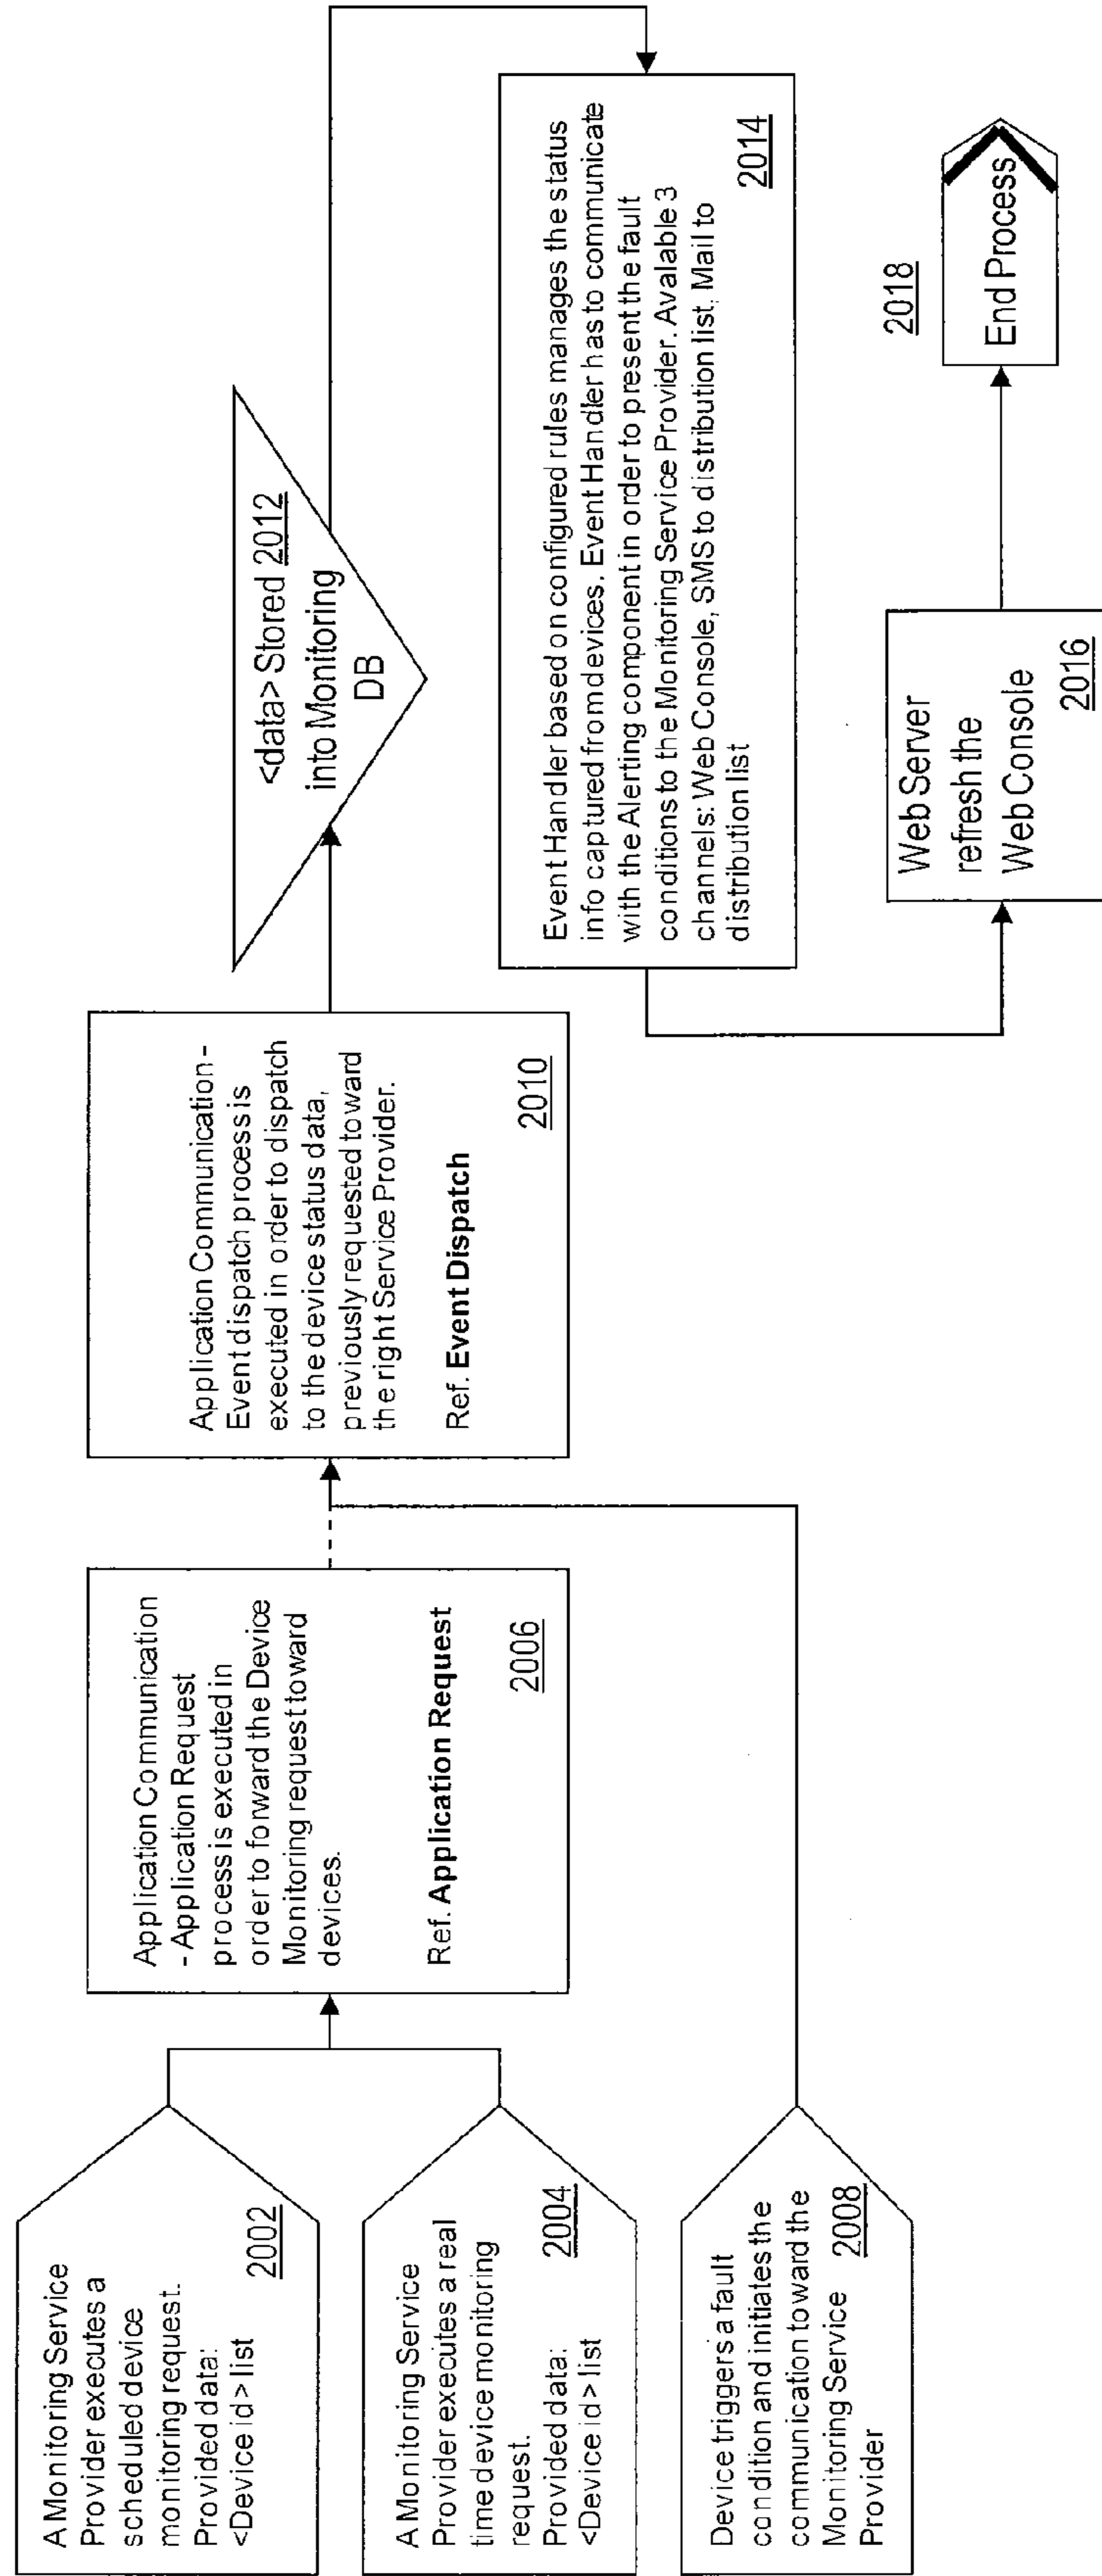 A Monitoring Service
Provider executes a
scheduled device
monitoring request.
Provided data:
<Device id> list
2002
A Monitoring Service
Provider executes a real
time device monitoring
request.
Provided data:
<Device id> list
2004
Device triggers a fault
condition and initiates the
communication toward the
Monitoring Service
Provider
2008
Application Communication
- Application Request
process is executed in
order to forward the Device
Monitoring request toward
devices.
Ref. Application Request
2006
Application Communication -
Event dispatch process is
executed in order to dispatch
to the device status data,
previously requested toward
the right Service Provider.
Ref. Event Dispatch
2010
<data> Stored 2012
into Monitoring
DB
Event Handler based on configured rules manages the status
info captured from devices. Event Handler has to communicate
with the Alerting component in order to present the fault
conditions to the Monitoring Service Provider. Avalable 3
channels: Web Console, SMS to distribution list, Mail to
distribution list
2014
Web Server
refresh the
Web Console
2016
2018
End Process